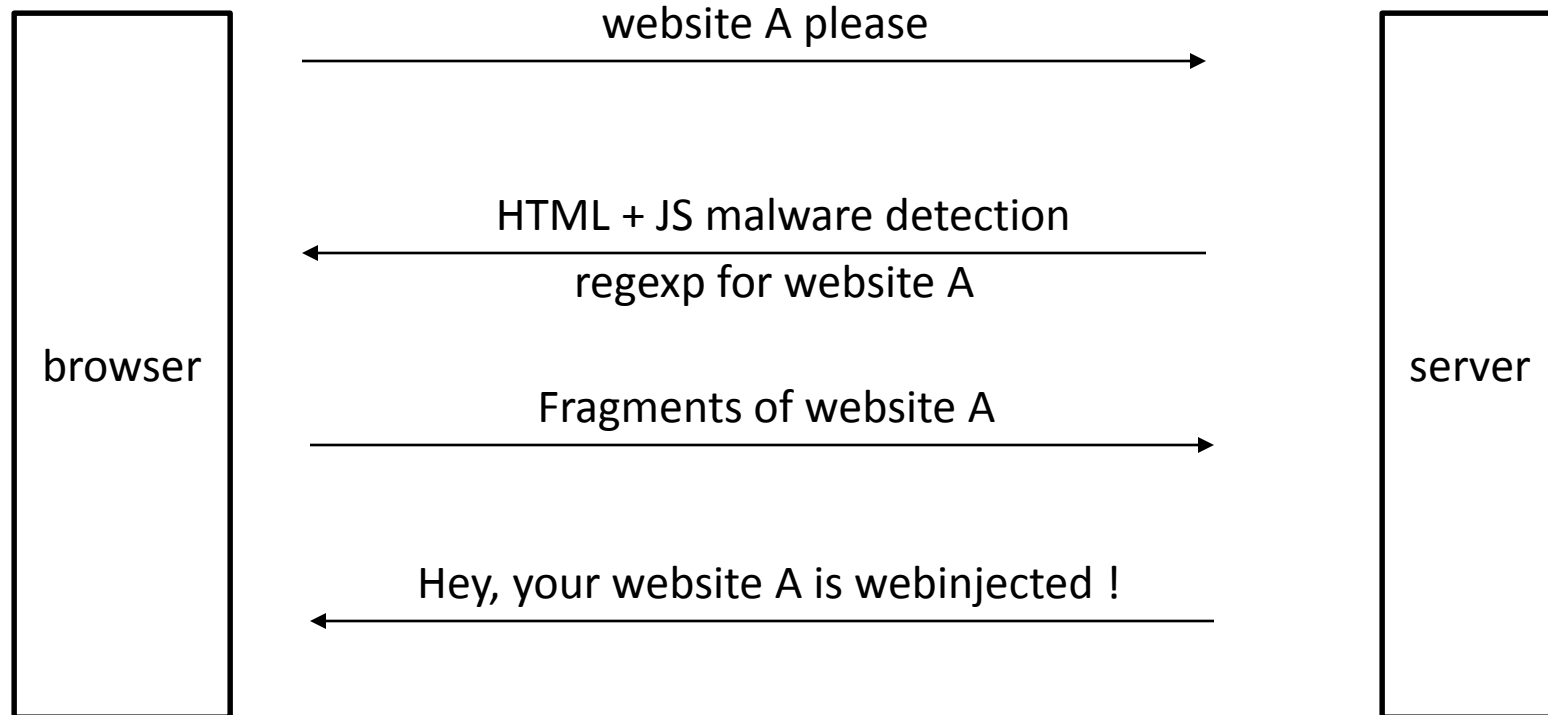 website A please
HTML + JS malware detection
regexp for website A
browser
server
Fragments of website A
Hey, your website A is webinjected !